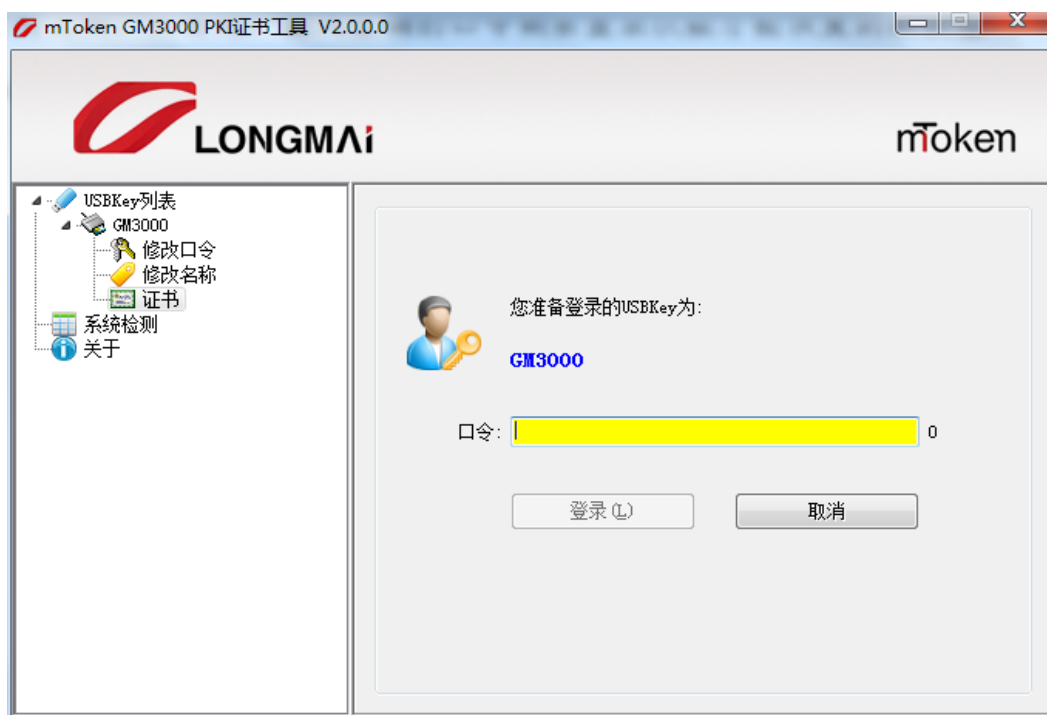 mToken GM3000 PKI证书工具 V2.0.0.0
LONGMAi
mToken
USBKey列表
GM3000
修改口令
修改名称
证书
系统检测
关于
您准备登录的USBKey为:
GM3000
口令: 0
登录(L) 取消